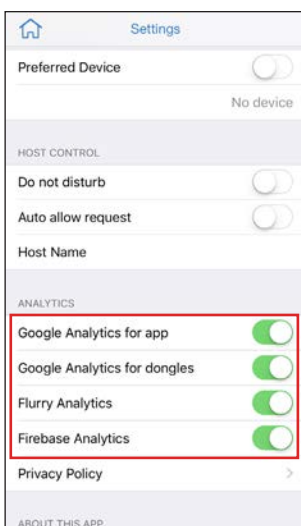 Settings
Preferred Device
No device
HOST CONTROL
Do not disturb
Auto allow request
Host Name
ANALYTICS
Google Analytics for app
Google Analytics for dongles
Flurry Analytics
Firebase Analytics
Privacy Policy
ABOUT THIS APP